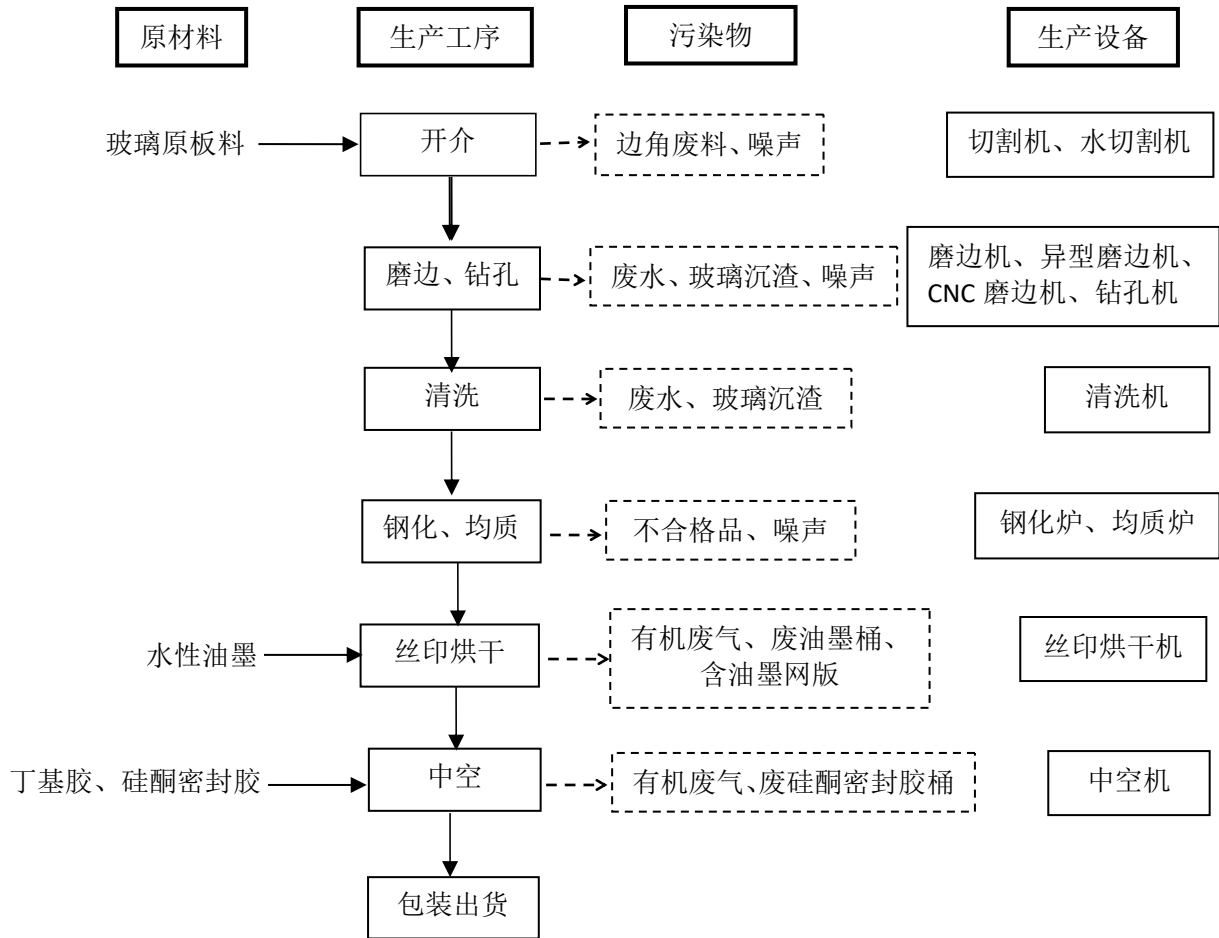 原材料
生产工序
污染物
生产设备
玻璃原板料
开介
边角废料、噪声
切割机、水切割机
磨边、钻孔
废水、玻璃沉渣、噪声
磨边机、异型磨边机、
CNC 磨边机、钻孔机
清洗
废水、玻璃沉渣
清洗机
钢化、均质
不合格品、噪声
钢化炉、均质炉
水性油墨
丝印烘干
有机废气、废油墨桶、
含油墨网版
丝印烘干机
丁基胶、硅酮密封胶
中空
有机废气、废硅酮密封胶桶
中空机
包装出货